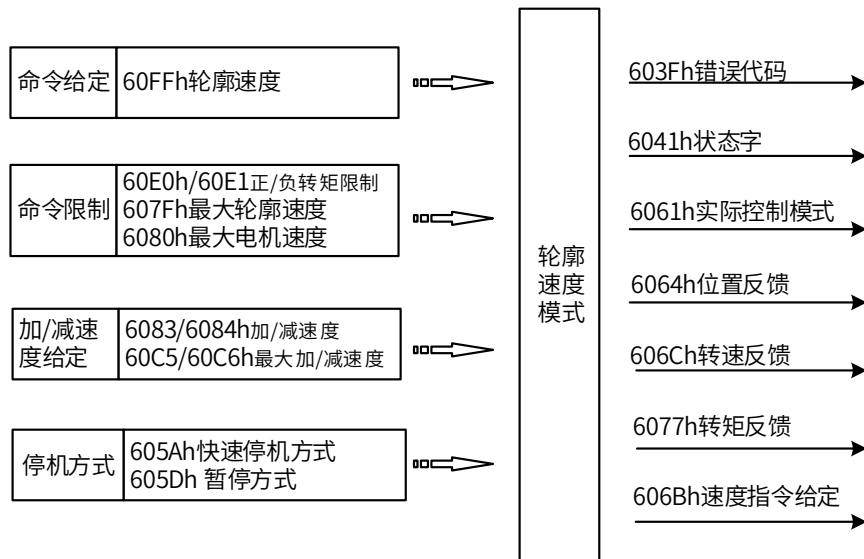 命令给定
60FFh轮廓速度
命令限制
60E0h/60E1正/负转矩限制
607Fh最大轮廓速度
6080h最大电机速度
加/减速
度给定
6083/6084h加/减速度
60C5/60C6h最大加/减速度
停机方式
605Ah快速停机方式
605Dh 暂停方式
轮廓
速度
模式
603Fh错误代码
6041h状态字
6061h实际控制模式
6064h位置反馈
606Ch转速反馈
6077h转矩反馈
606Bh速度指令给定